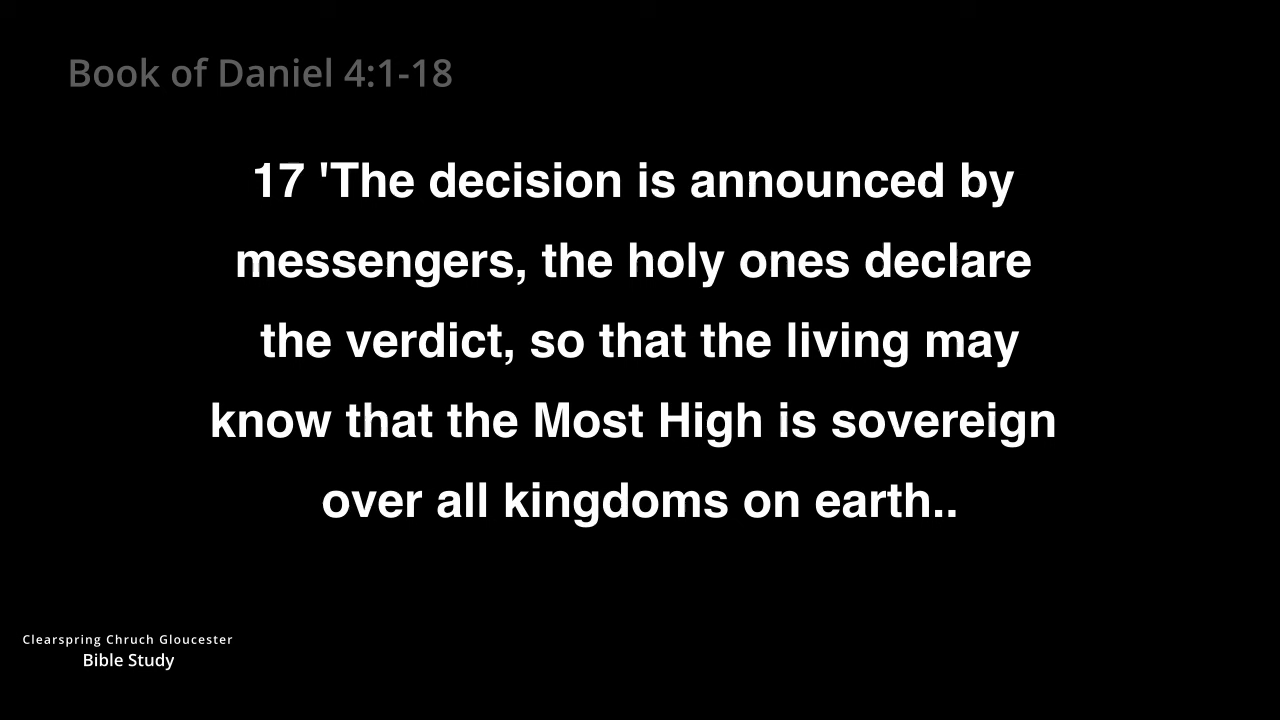 Book of Daniel 4:1-18
17 'The decision is announced by
messengers, the holy ones declare
the verdict, so that the living may
know that the Most High is sovereign
over all kingdoms on earth..
Clearspring Chruch Gloucester
Bible Study